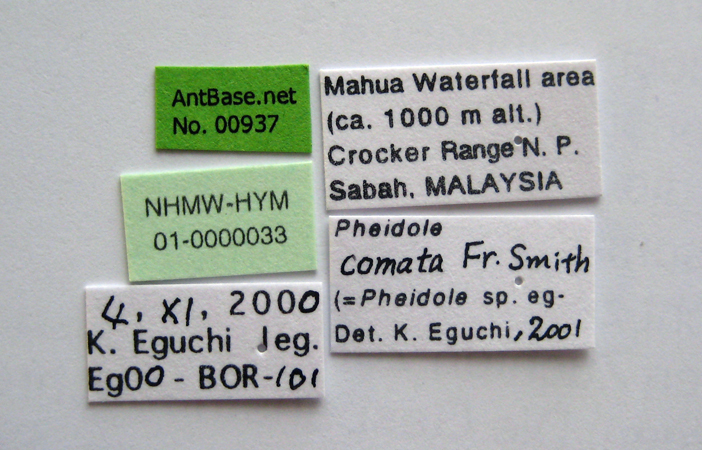 AntBase.net
No. 00937
NHMW-HYM
01-0000033
4, XI, 2000
K. Eguchi leg.
Eg00 - BOR-101
Mahua Waterfall area
(ca. 1000 m alt.)
Crocker Range N. P.
Sabah, MALAYSIA
Pheidole
comata Fr. Smith
(=Pheidole sp. eg-
Det. K. Eguchi, 2001